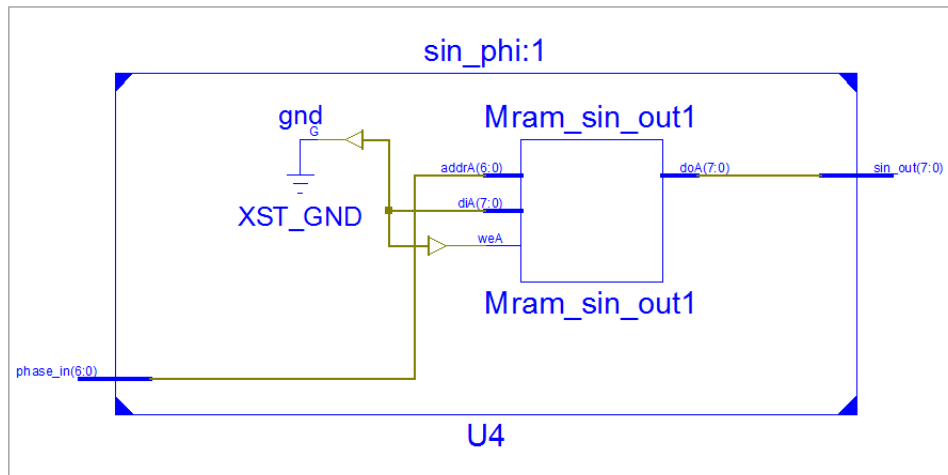 sin_phi:1
gnd
G
XST_GND
Mram_sin_out1
addrA(6:0)
diA(7:0)
weA
doA(7:0)
Mram_sin_out1
sin_out(7:0)
phase_in(6:0)
U4